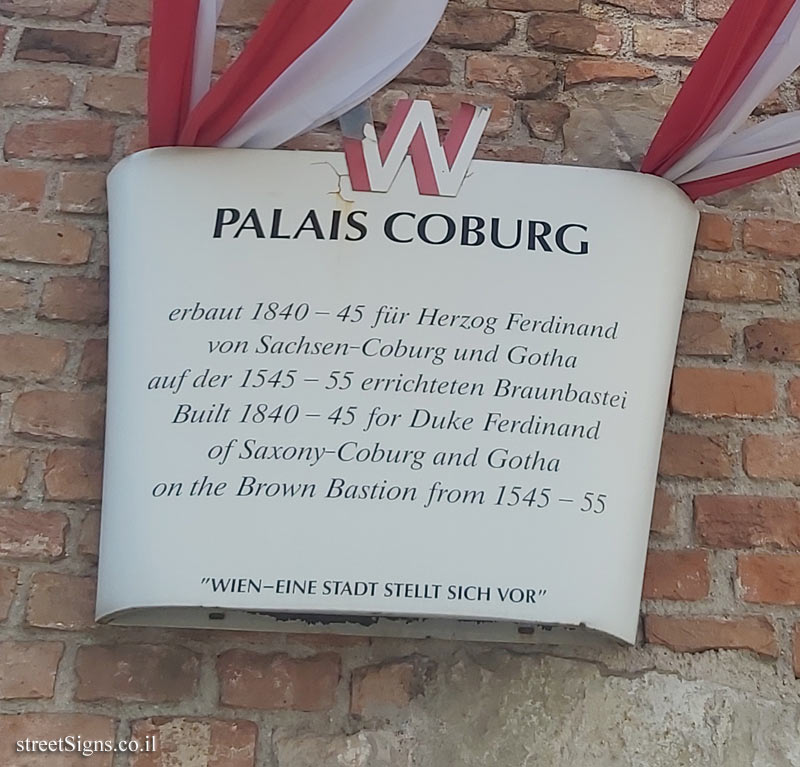 W
PALAIS COBURG
erbaut 1840 – 45 für Herzog Ferdinand
von Sachsen-Coburg und Gotha
auf der 1545 – 55 errichteten Braunbastei
Built 1840 – 45 for Duke Ferdinand
of Saxony-Coburg and Gotha
on the Brown Bastion from 1545 – 55
"WIEN–EINE STADT STELLT SICH VOR"
streetSigns.co.il